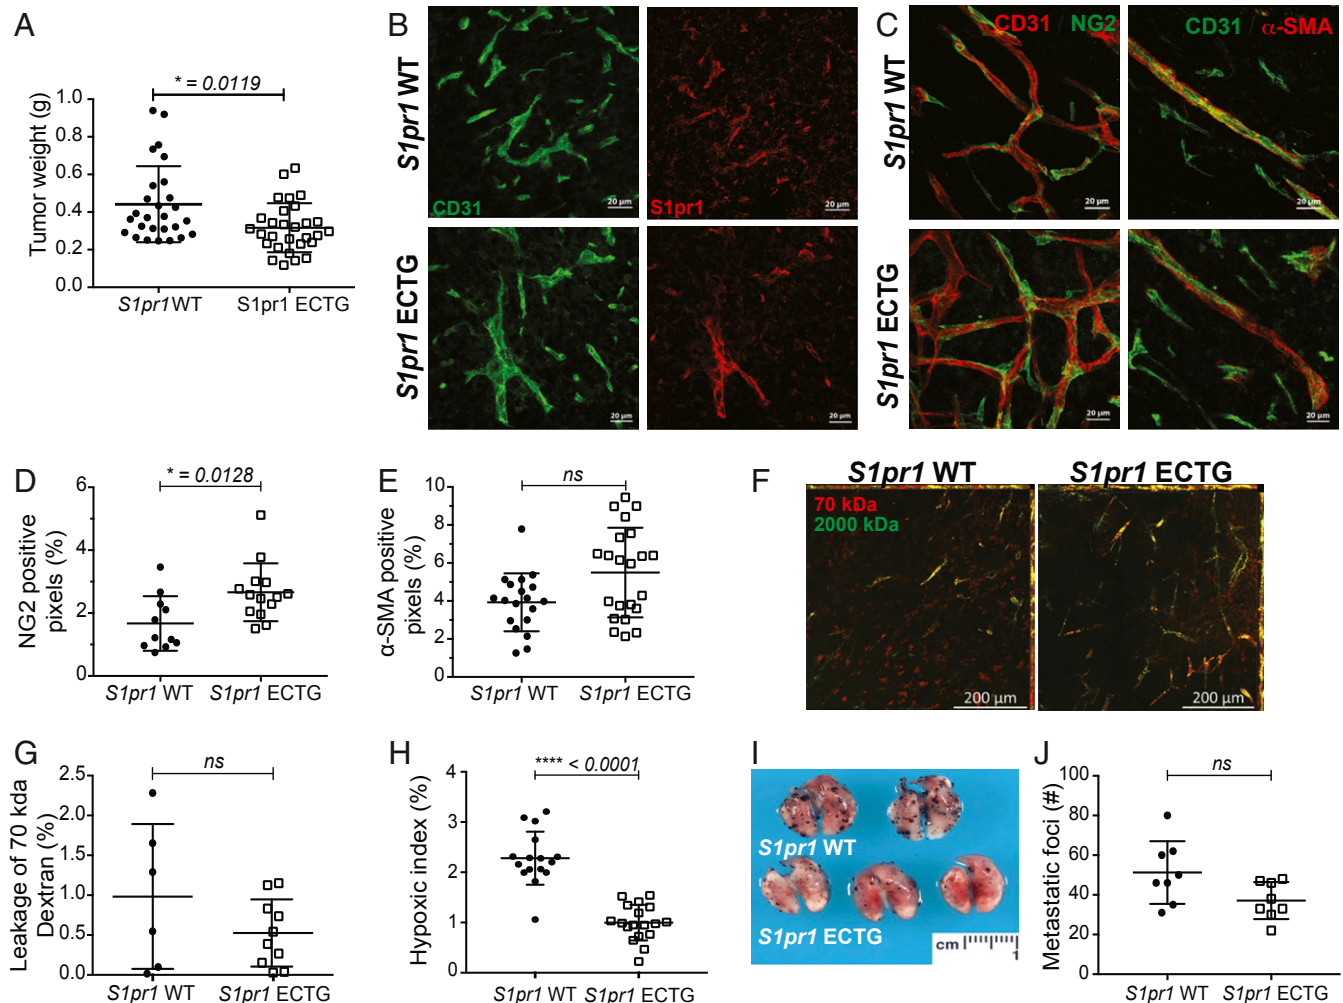 A
* = 0.0119
Tumor weight (g)
1.0
0.8
0.6
0.4
0.2
0.0
S1pr1WT
S1pr1 ECTG
B
S1pr1 WT
CD31
20 µm
S1pr1
20 µm
S1pr1 ECTG
20 µm
20 µm
C
S1pr1 WT
CD31 / NG2
20 µm
CD31 / α-SMA
20 µm
S1pr1 ECTG
20 µm
20 µm
D
* = 0.0128
NG2 positive
pixels (%)
6
4
2
0
S1pr1 WT
S1pr1 ECTG
E
ns
α-SMA positive
pixels (%)
10
8
6
4
2
0
S1pr1 WT
S1pr1 ECTG
F
S1pr1 WT
S1pr1 ECTG
70 kDa
2000 kDa
200 µm
200 µm
G
ns
Leakage of 70 kda
Dextran (%)
2.5
2.0
1.5
1.0
0.5
0.0
S1pr1 WT
S1pr1 ECTG
H
**** < 0.0001
Hypoxic index (%)
4
3
2
1
0
S1pr1 WT
S1pr1 ECTG
I
S1pr1 WT
S1pr1 ECTG
cm
1
J
ns
Metastatic foci (#)
100
80
60
40
20
0
S1pr1 WT
S1pr1 ECTG